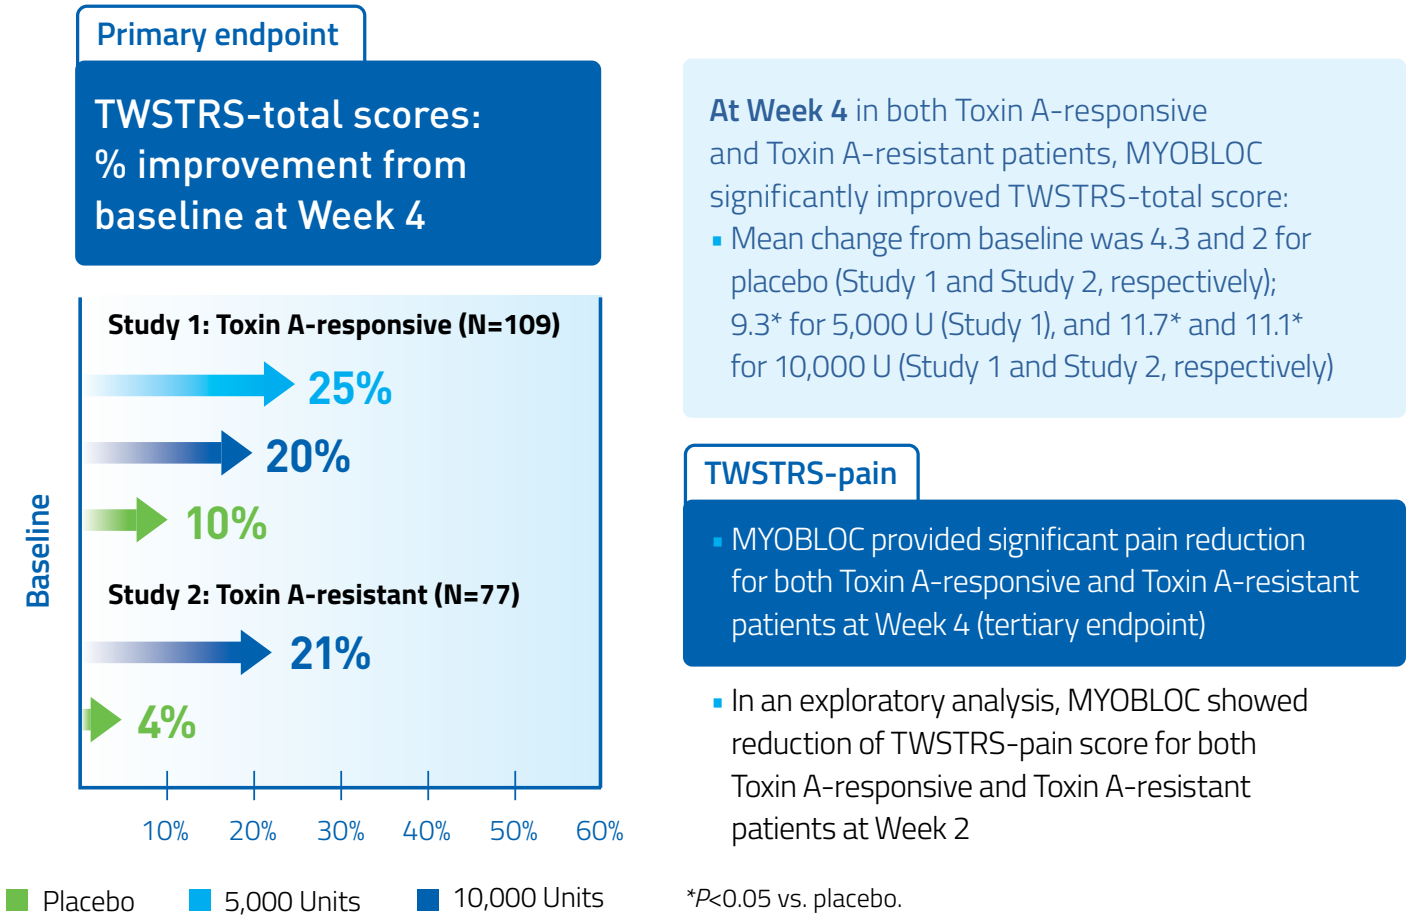 Primary endpoint
TWSTRS-total scores:
% improvement from
baseline at Week 4
Baseline
Study 1: Toxin A-responsive (N=109)
25%
20%
10%
Study 2: Toxin A-resistant (N=77)
21%
4%
10% 20% 30% 40% 50% 60%
Placebo 5,000 Units 10,000 Units
At Week 4 in both Toxin A-responsive
and Toxin A-resistant patients, MYOBLOC
significantly improved TWSTRS-total score:
▪ Mean change from baseline was 4.3 and 2 for
placebo (Study 1 and Study 2, respectively);
9.3* for 5,000 U (Study 1), and 11.7* and 11.1*
for 10,000 U (Study 1 and Study 2, respectively)
TWSTRS-pain
▪ MYOBLOC provided significant pain reduction
for both Toxin A-responsive and Toxin A-resistant
patients at Week 4 (tertiary endpoint)
▪ In an exploratory analysis, MYOBLOC showed
reduction of TWSTRS-pain score for both
Toxin A-responsive and Toxin A-resistant
patients at Week 2
*P<0.05 vs. placebo.